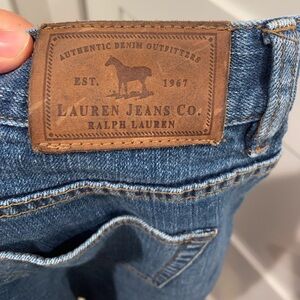 AUTHENTIC DENIM OUTFITTERS
EST. 1967
LAUREN JEANS CO.
RALPH LAUREN